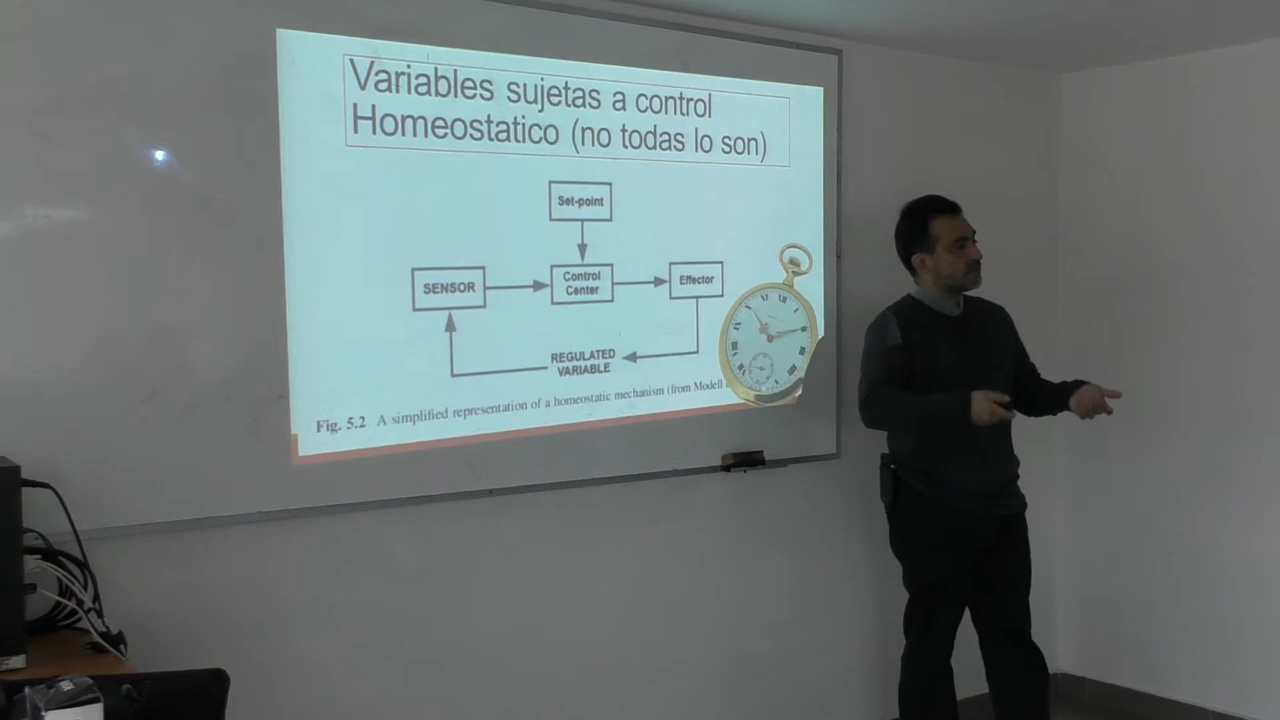 Variables sujetas a control
Homeostatico (no todas lo son)
Set-point
SENSOR
Control
Center
Effector
REGULATED
VARIABLE
Fig. 5.2 A simplified representation of a homeostatic mechanism (from Modell